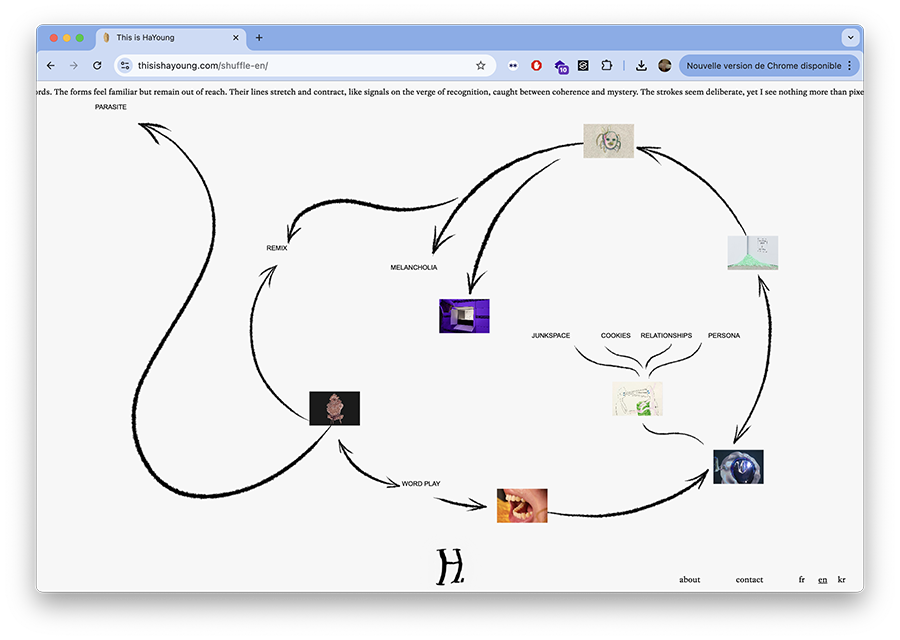 This is HaYoung
thisishayoung.com/shuffle-en/
10
Nouvelle version de Chrome disponible
The forms feel familiar but remain out of reach. Their lines stretch and contract, like signals on the verge of recognition, caught between coherence and mystery. The strokes seem deliberate, yet I see nothing more than
PARASITE
REMIX
MELANCHOLIA
JUNKSPACE COOKIES RELATIONSHIPS PERSONA
WORD PLAY
H.
about contact fr en kr